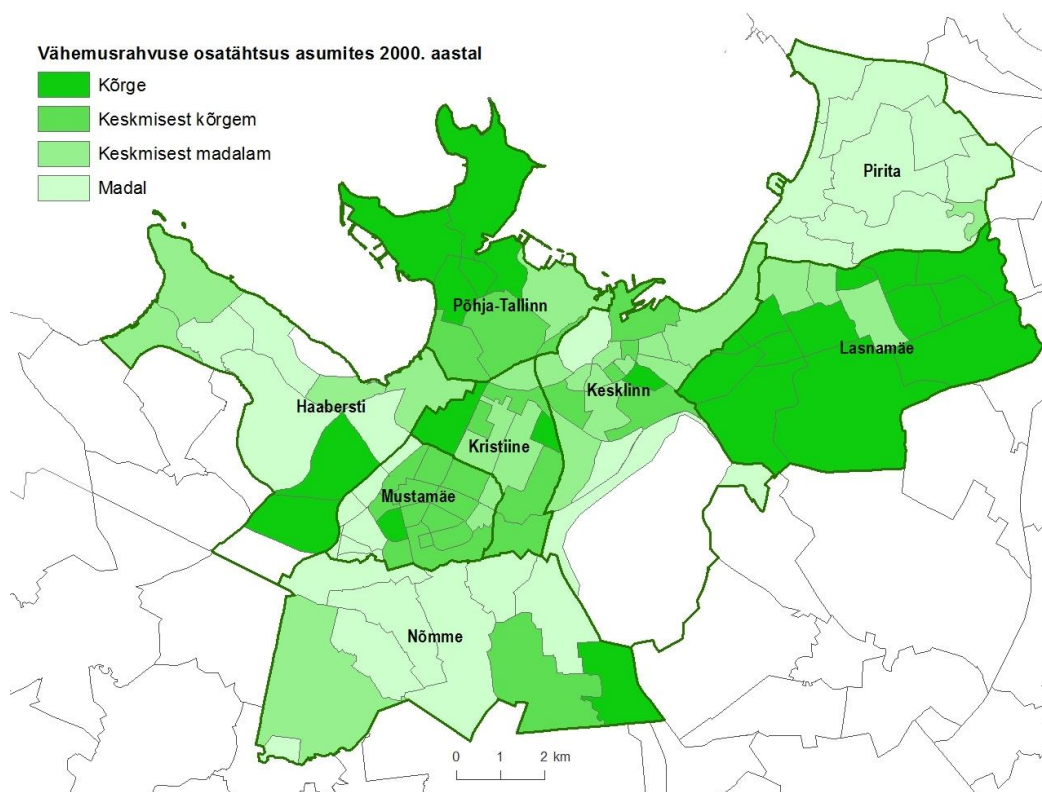 Vähemusrahvuse osatähtsus asumites 2000. aastal
Kõrge
Keskmisest kõrgem
Keskmisest madalam
Madal
Pirita
Põhja-Tallinn
Lasnamäe
Kesklinn
Haabersti
Kristiine
Mustamäe
Nõmme
0 1 2 km